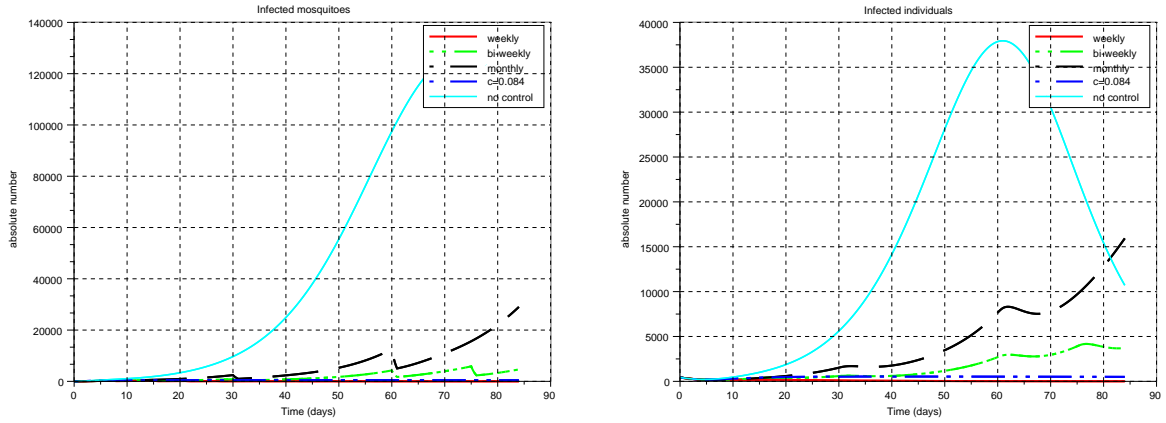 Infected mosquitoes
140000
120000
100000
80000
60000
40000
20000
0
absolute number
0 10 20 30 40 50 60 70 80 90
Time (days)
weekly
bi-weekly
monthly
c=0.084
no control
Infected individuals
40000
35000
30000
25000
20000
15000
10000
5000
0
absolute number
0 10 20 30 40 50 60 70 80 90
Time (days)
weekly
bi-weekly
monthly
c=0.084
no control